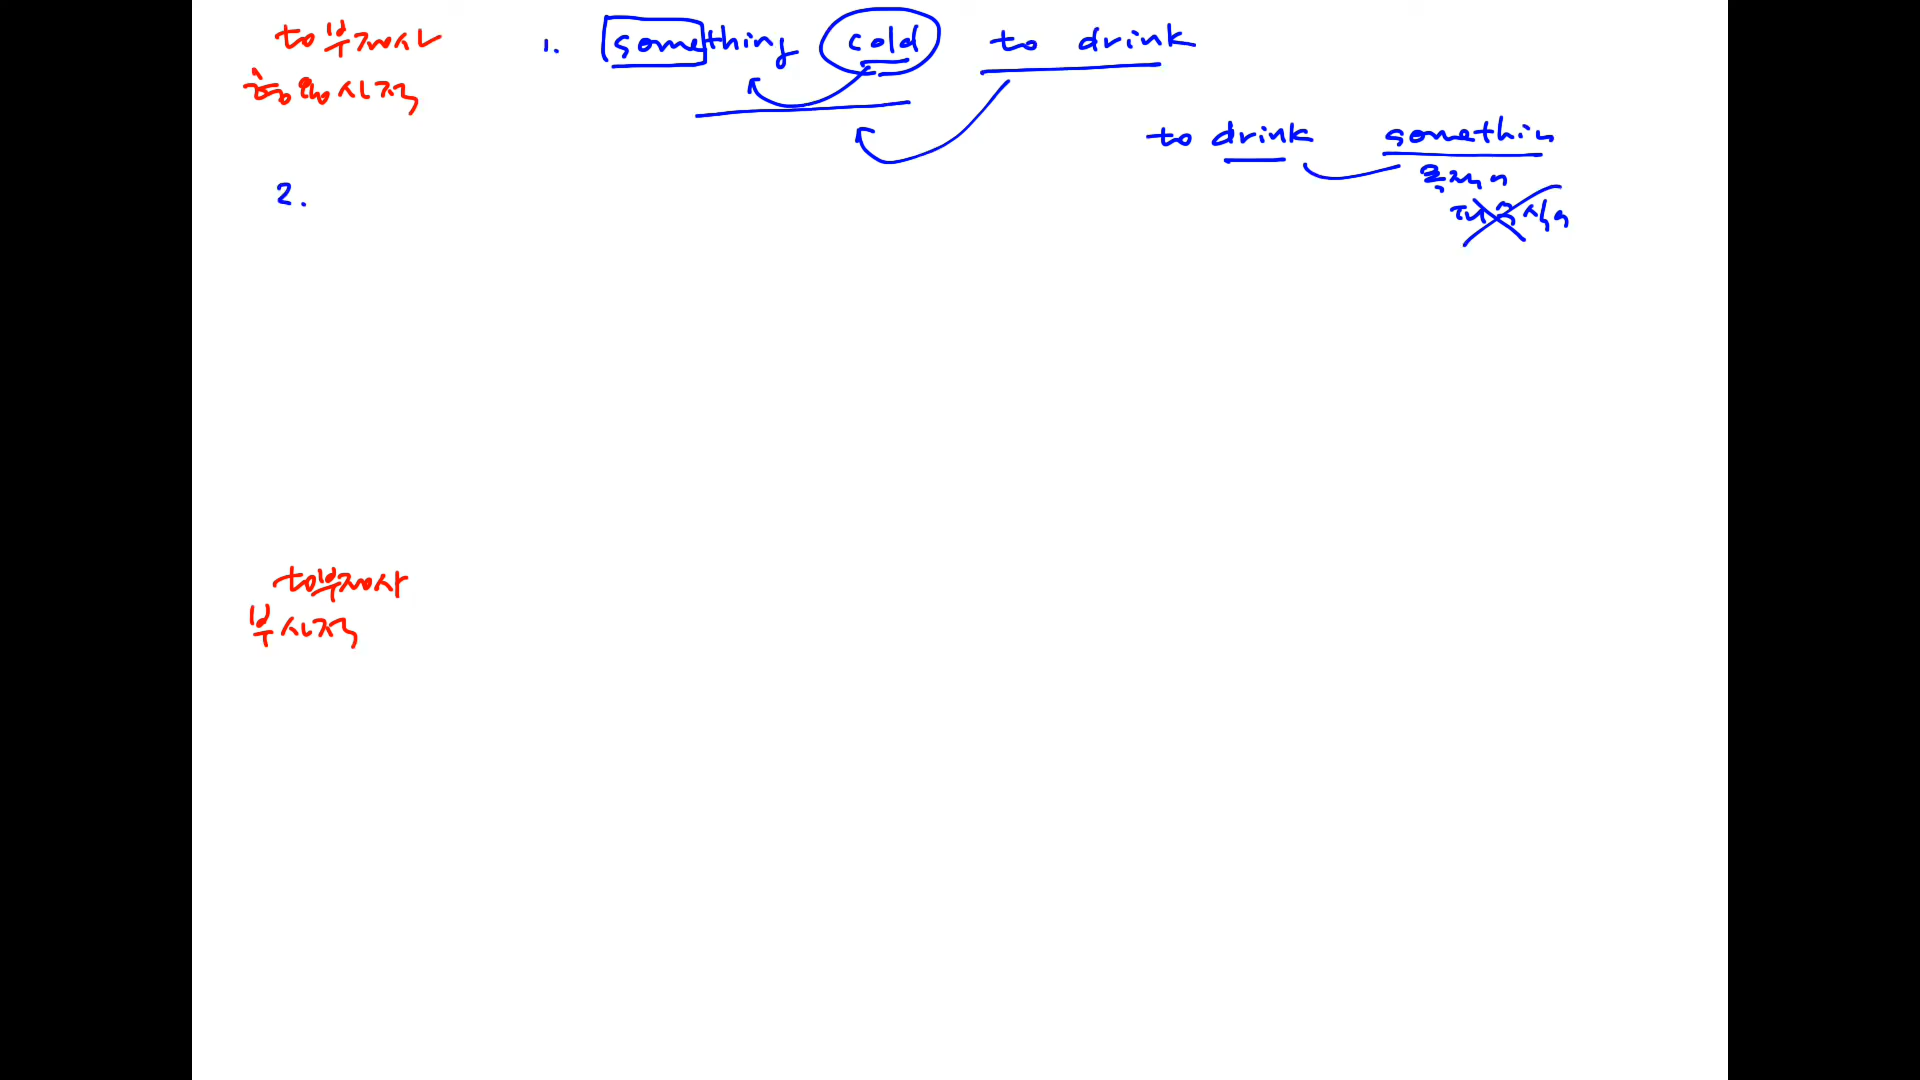 to부정사 1. something cold to drink
형용사적
to drink somethin
목적어
2.
to부정사
부사적